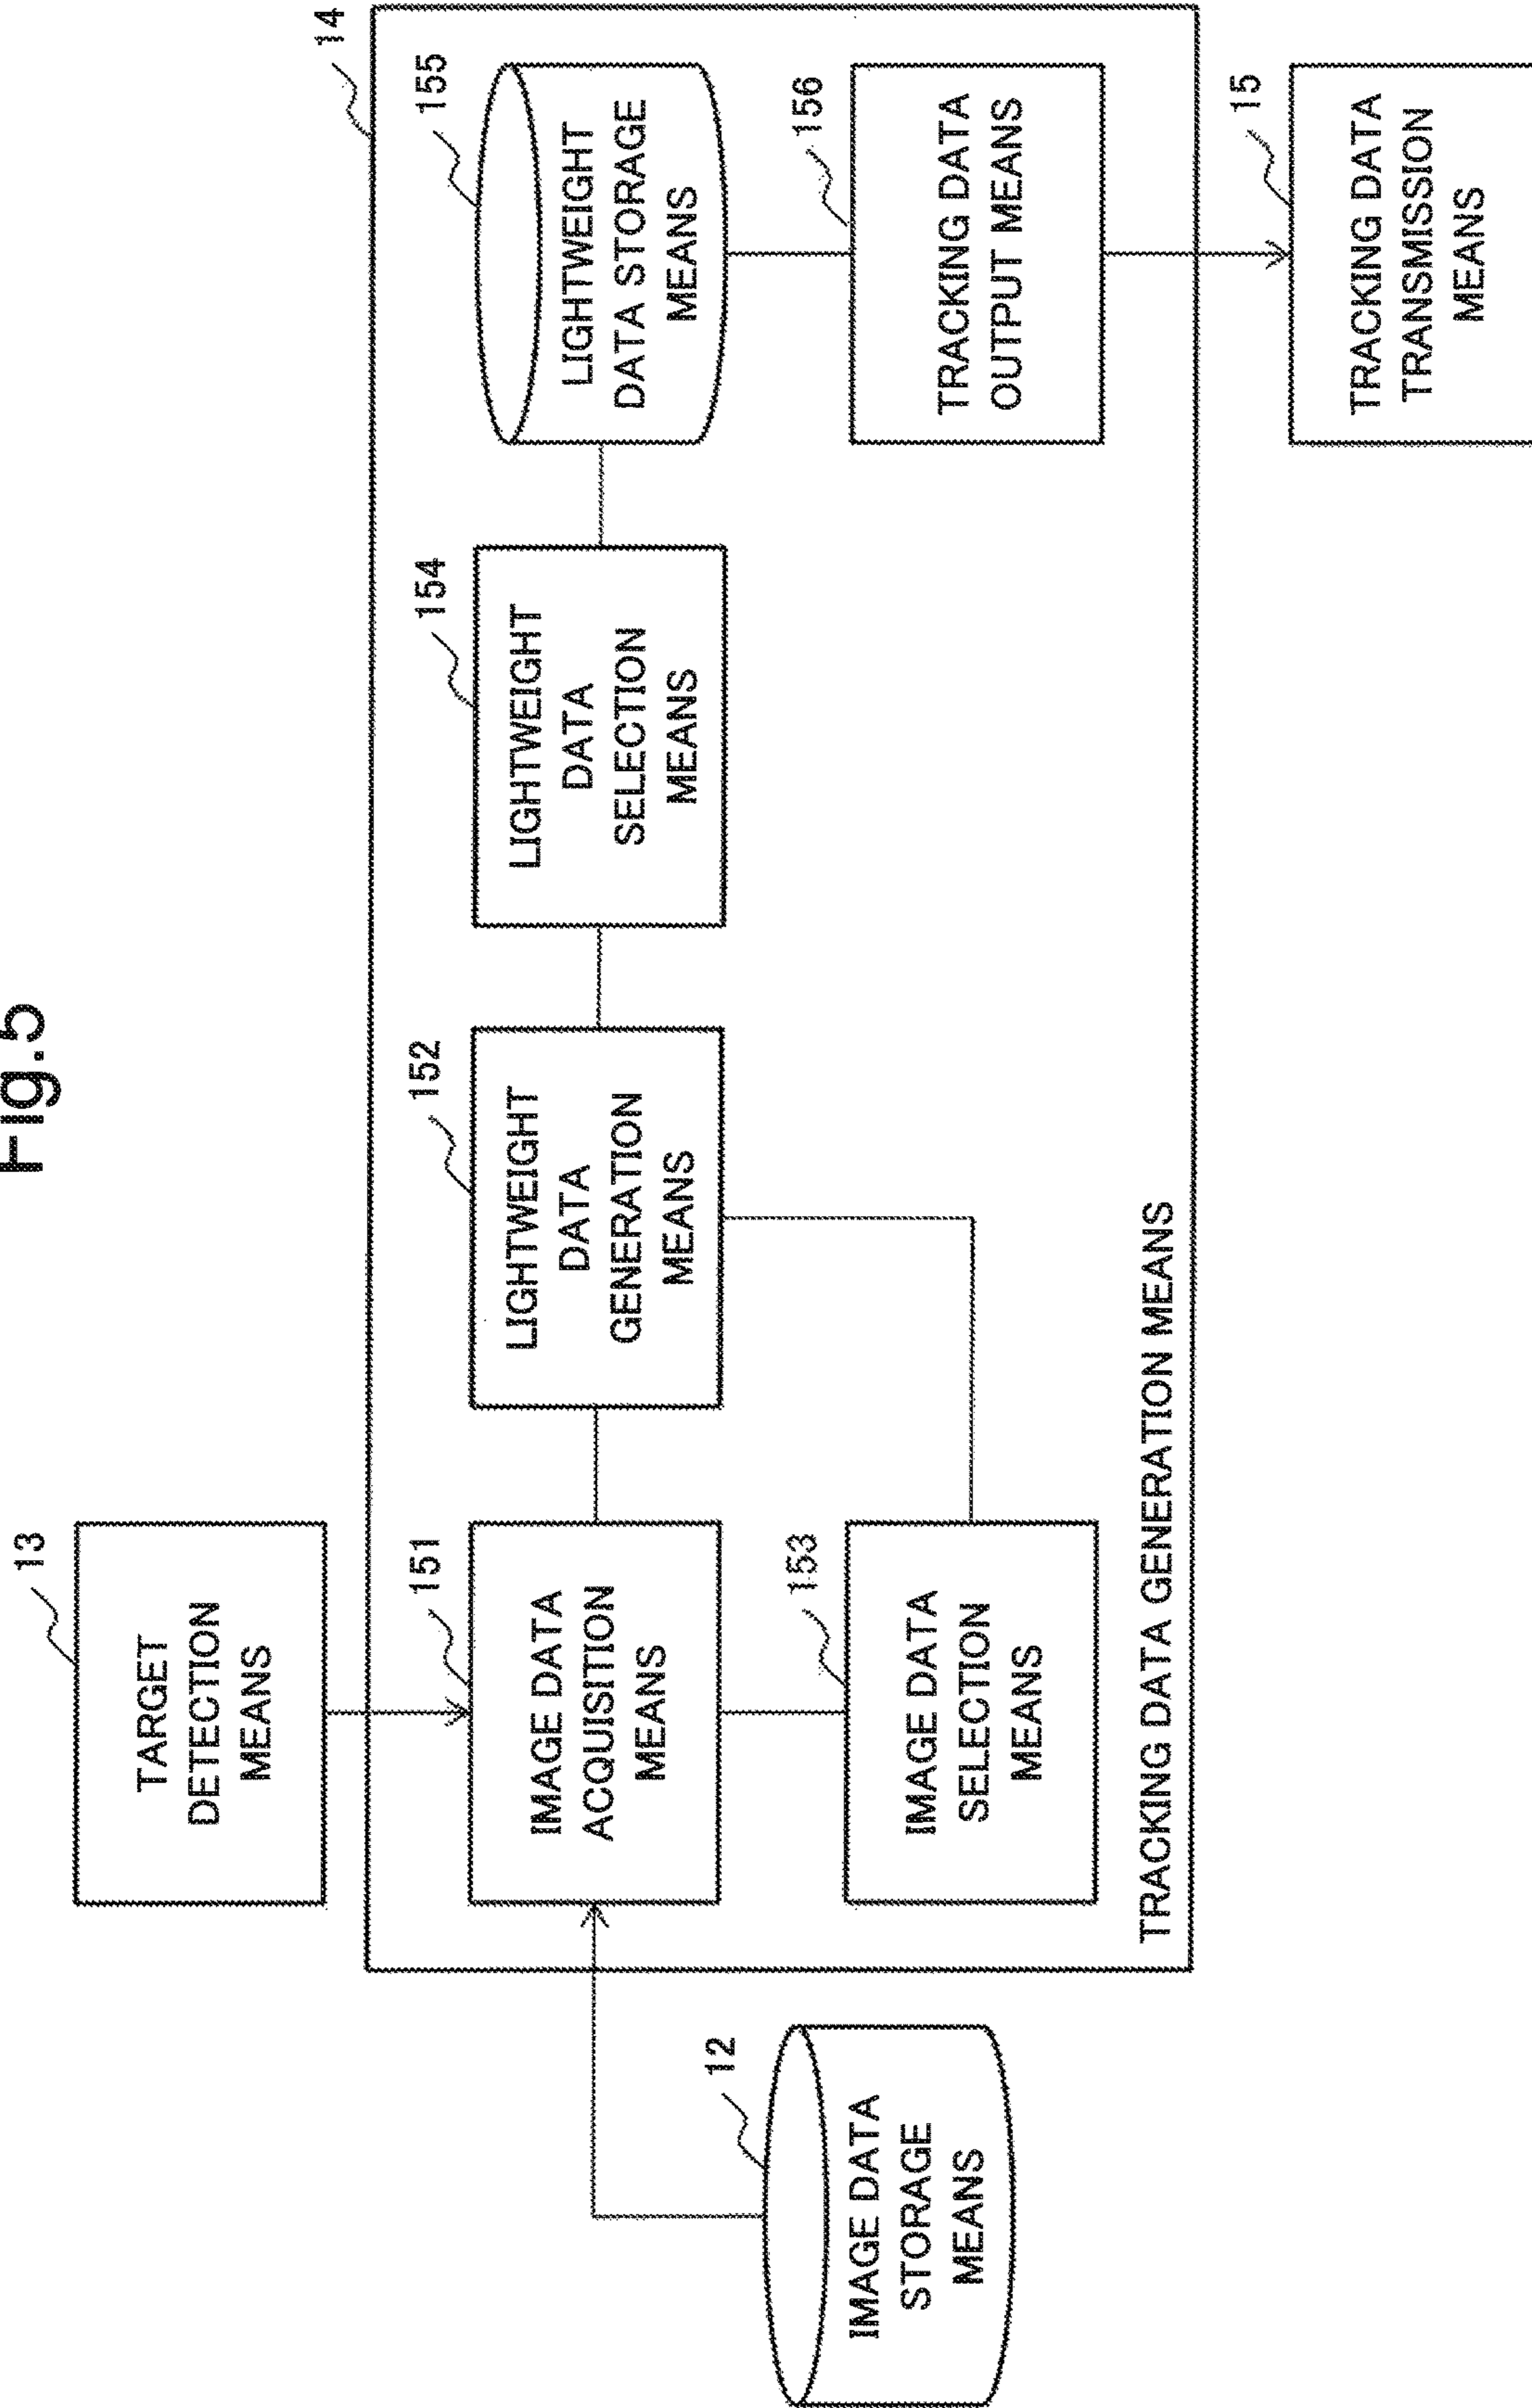 Fig.5
13
TARGET
DETECTION
MEANS
14
12
IMAGE DATA
STORAGE
MEANS
151
IMAGE DATA
ACQUISITION
MEANS
152
LIGHTWEIGHT
DATA
GENERATION
MEANS
154
LIGHTWEIGHT
DATA
SELECTION
MEANS
155
LIGHTWEIGHT
DATA STORAGE
MEANS
153
IMAGE DATA
SELECTION
MEANS
156
TRACKING DATA
OUTPUT MEANS
TRACKING DATA GENERATION MEANS
15
TRACKING DATA
TRANSMISSION
MEANS